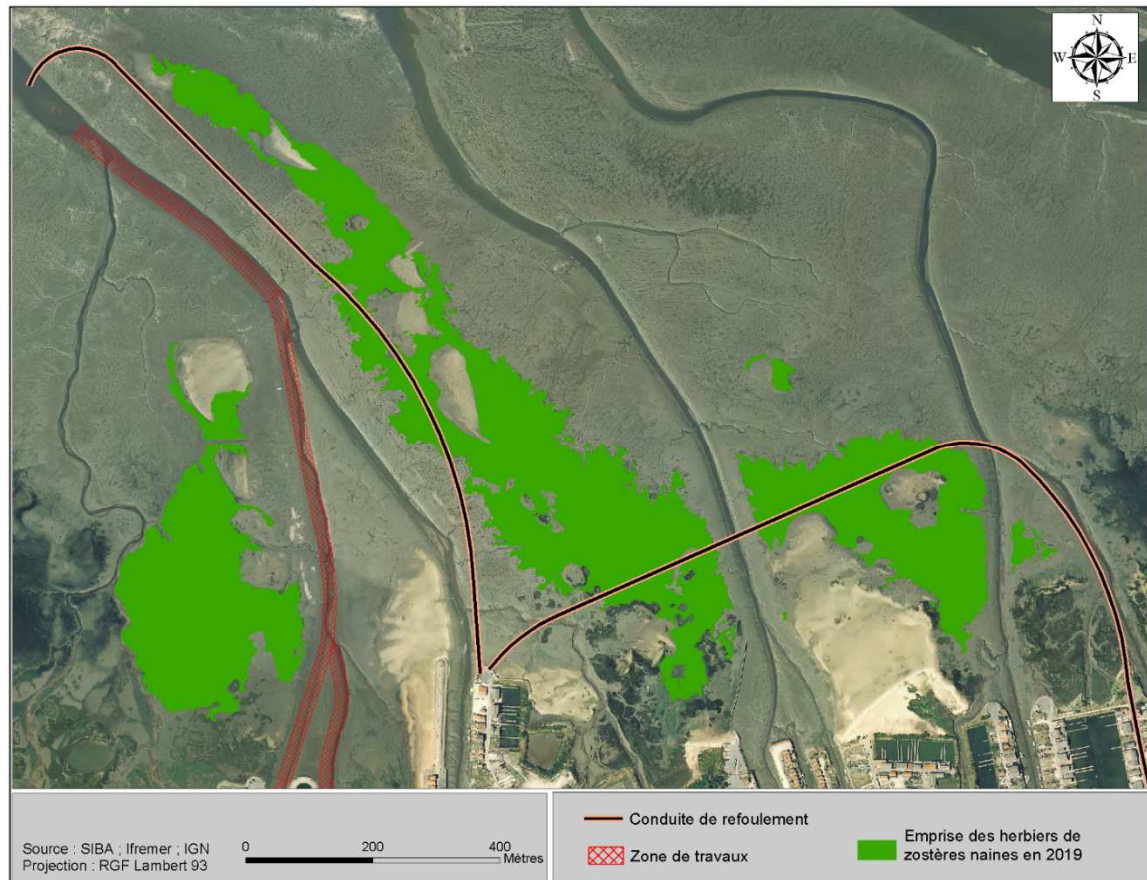 N
W E
S
Source : SIBA ; Ifremer ; IGN
Projection : RGF Lambert 93
0 200 400
Mètres
Conduite de refoulement
Zone de travaux
Emprise des herbiers de
zostères naines en 2019